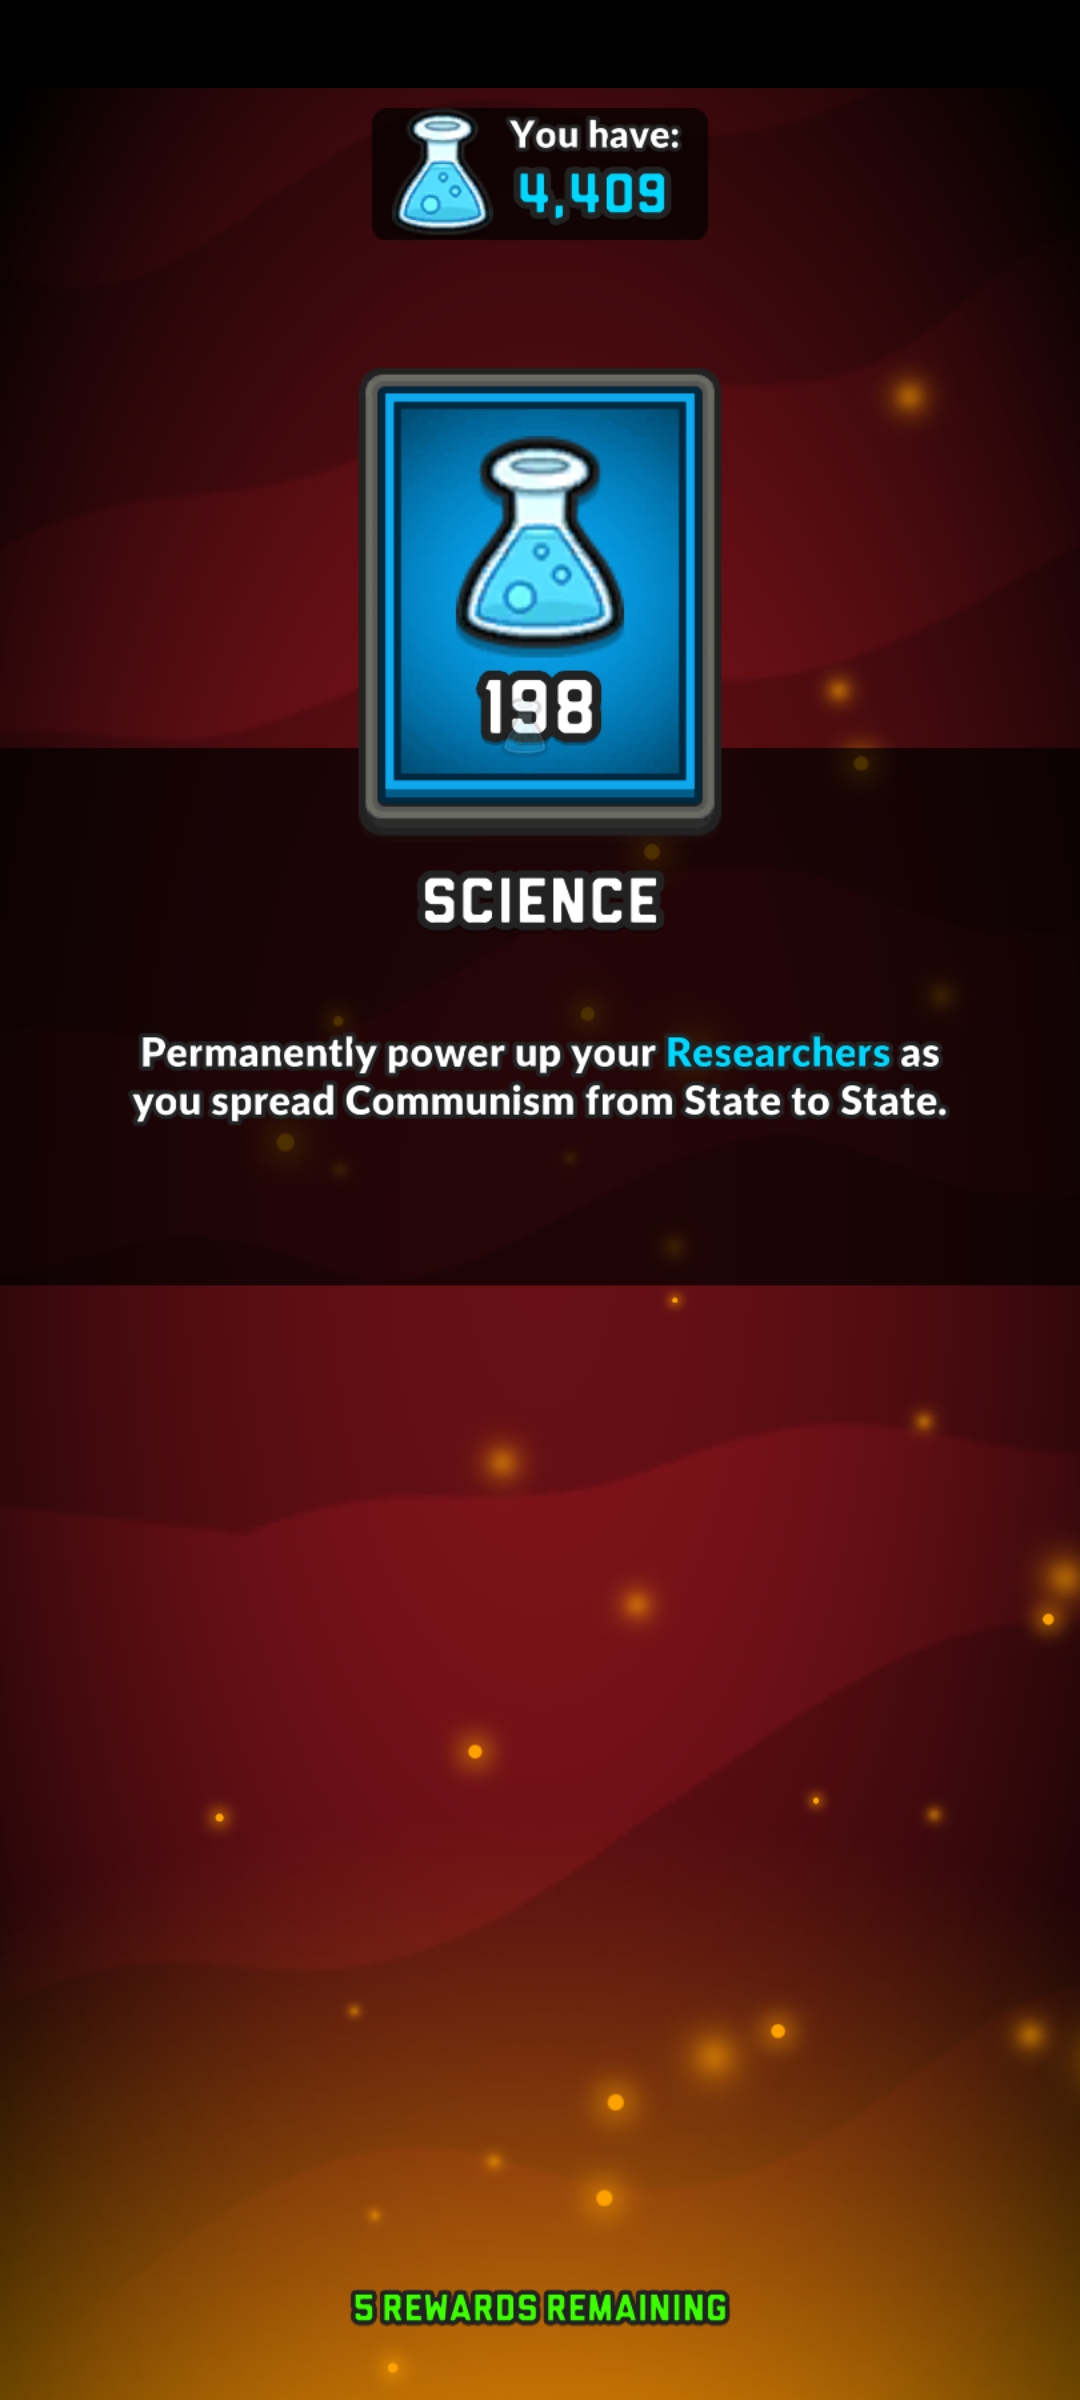 You have:
4,409
198
SCIENCE
Permanently power up your Researchers as
you spread Communism from State to State.
5 REWARDS REMAINING